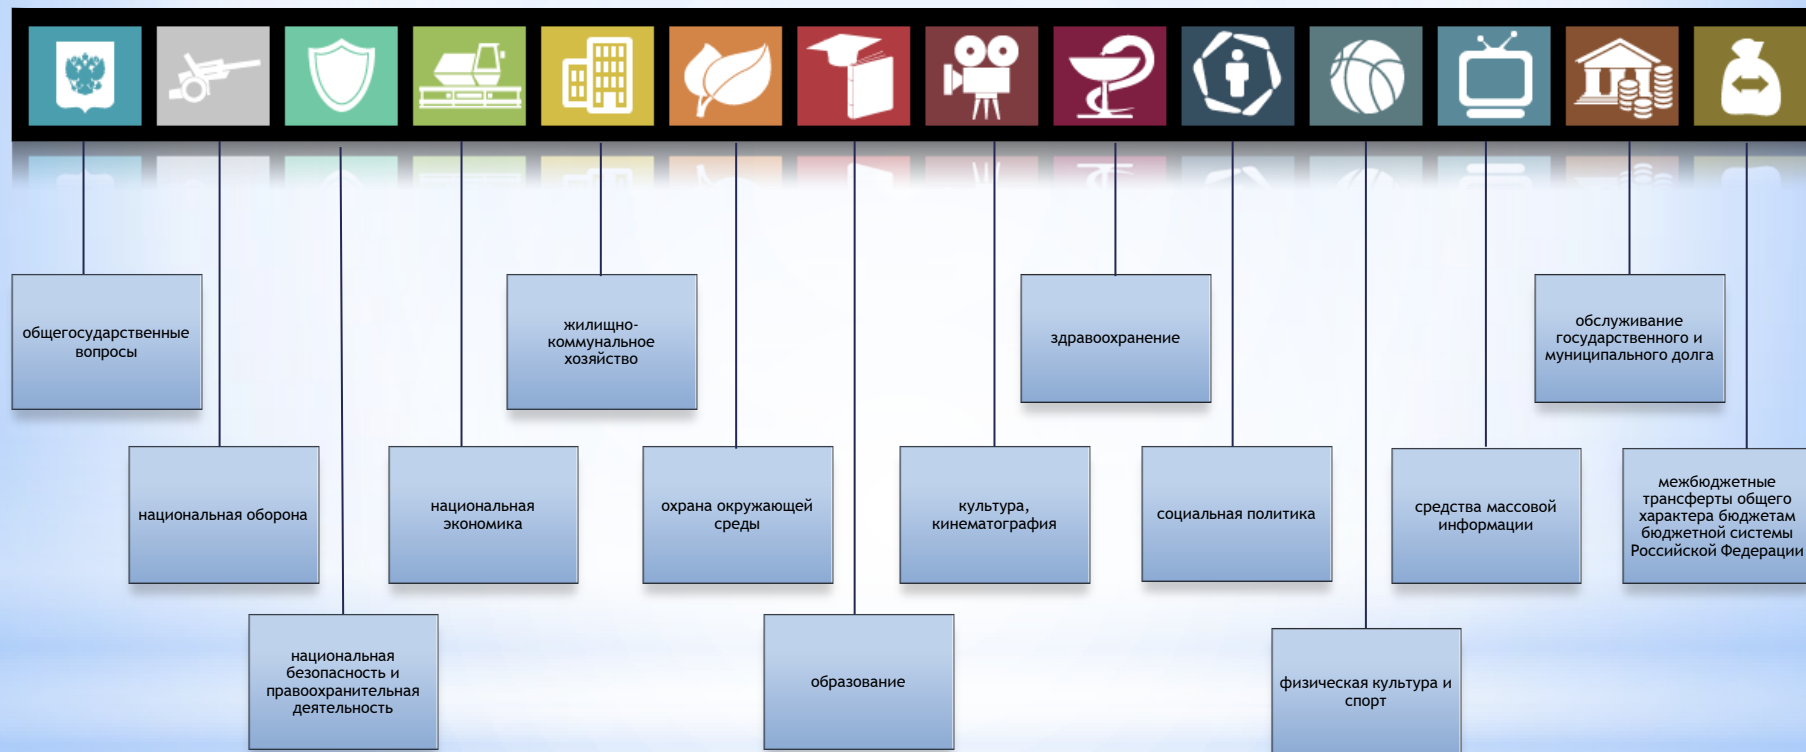 общегосударственные
вопросы
жилищно-
коммунальное
хозяйство
здравоохранение
обслуживание
государственного и
муниципального долга
национальная оборона
национальная
экономика
охрана окружающей
среды
культура,
кинематография
социальная политика
средства массовой
информации
межбюджетные
трансферты общего
характера бюджетам
бюджетной системы
Российской Федерации
национальная
безопасность и
правоохранительная
деятельность
образование
физическая культура и
спорт